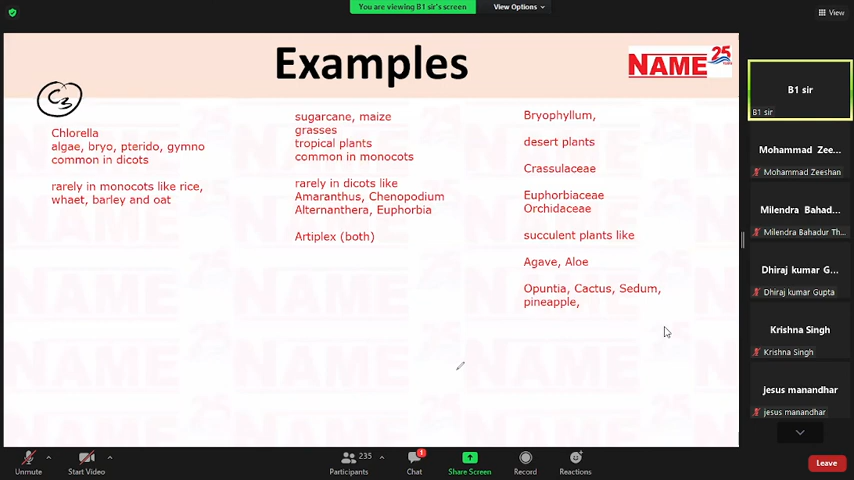 You are viewing B1 sir's screen
View Options
View
Examples
NAME 25
C3
Chlorella
algae, bryo, pterido, gymno
common in dicots
rarely in monocots like rice,
whaet, barley and oat
sugarcane, maize
grasses
tropical plants
common in monocots
rarely in dicots like
Amaranthus, Chenopodium
Alternanthera, Euphorbia
Artiplex (both)
Bryophyllum,
desert plants
Crassulaceae
Euphorbiaceae
Orchidaceae
succulent plants like
Agave, Aloe
Opuntia, Cactus, Sedum,
pineapple,
B1 sir
B1 sir
Mohammad Zee...
Mohammad Zeeshan
Milendra Bahad...
Milendra Bahadur Th...
Dhiraj kumar G...
Dhiraj kumar Gupta
Krishna Singh
Krishna Singh
jesus manandhar
jesus manandhar
Unmute
Start Video
235
Participants
1
Chat
Share Screen
Record
Reactions
Leave